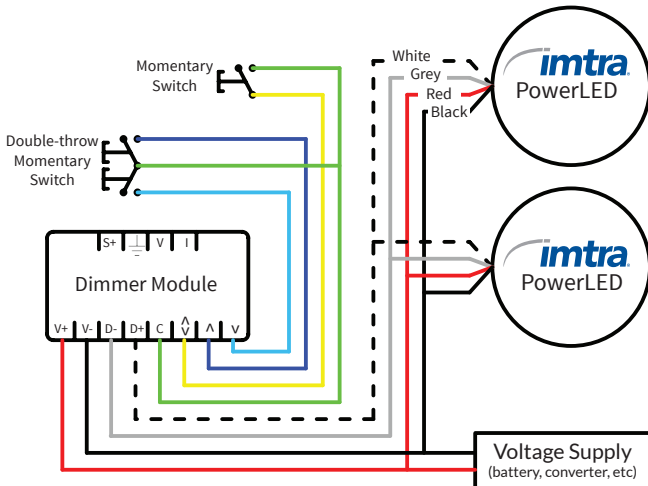 White
Grey
Red
Black
imtra
PowerLED
Momentary
Switch
Double-throw
Momentary
Switch
imtra
PowerLED
S+ V I
Dimmer Module
V+ V- D- D+ C <> < >
Voltage Supply
(battery, converter, etc)